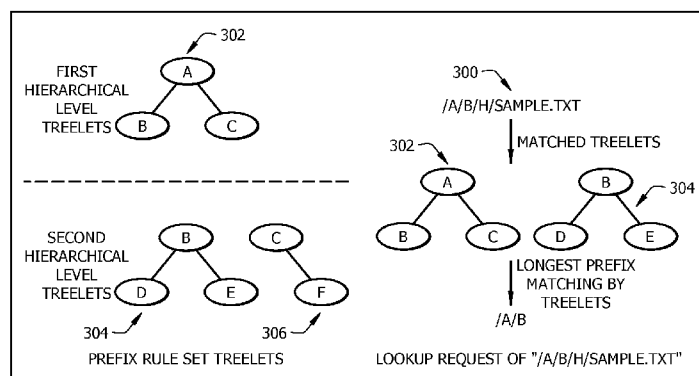 302
A
FIRST
HIERARCHICAL
LEVEL
TREELETS
B C
SECOND
HIERARCHICAL
LEVEL
TREELETS
B C
D E F
304 306
PREFIX RULE SET TREELETS
300
/A/B/H/SAMPLE.TXT
302
MATCHED TREELETS
A B
304
B C D E
LONGEST PREFIX
MATCHING BY
TREELETS
/A/B
LOOKUP REQUEST OF "/A/B/H/SAMPLE.TXT"